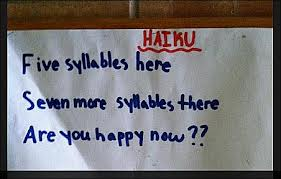 HAIKU
Five syllables here
Seven more syllables there
Are you happy now??